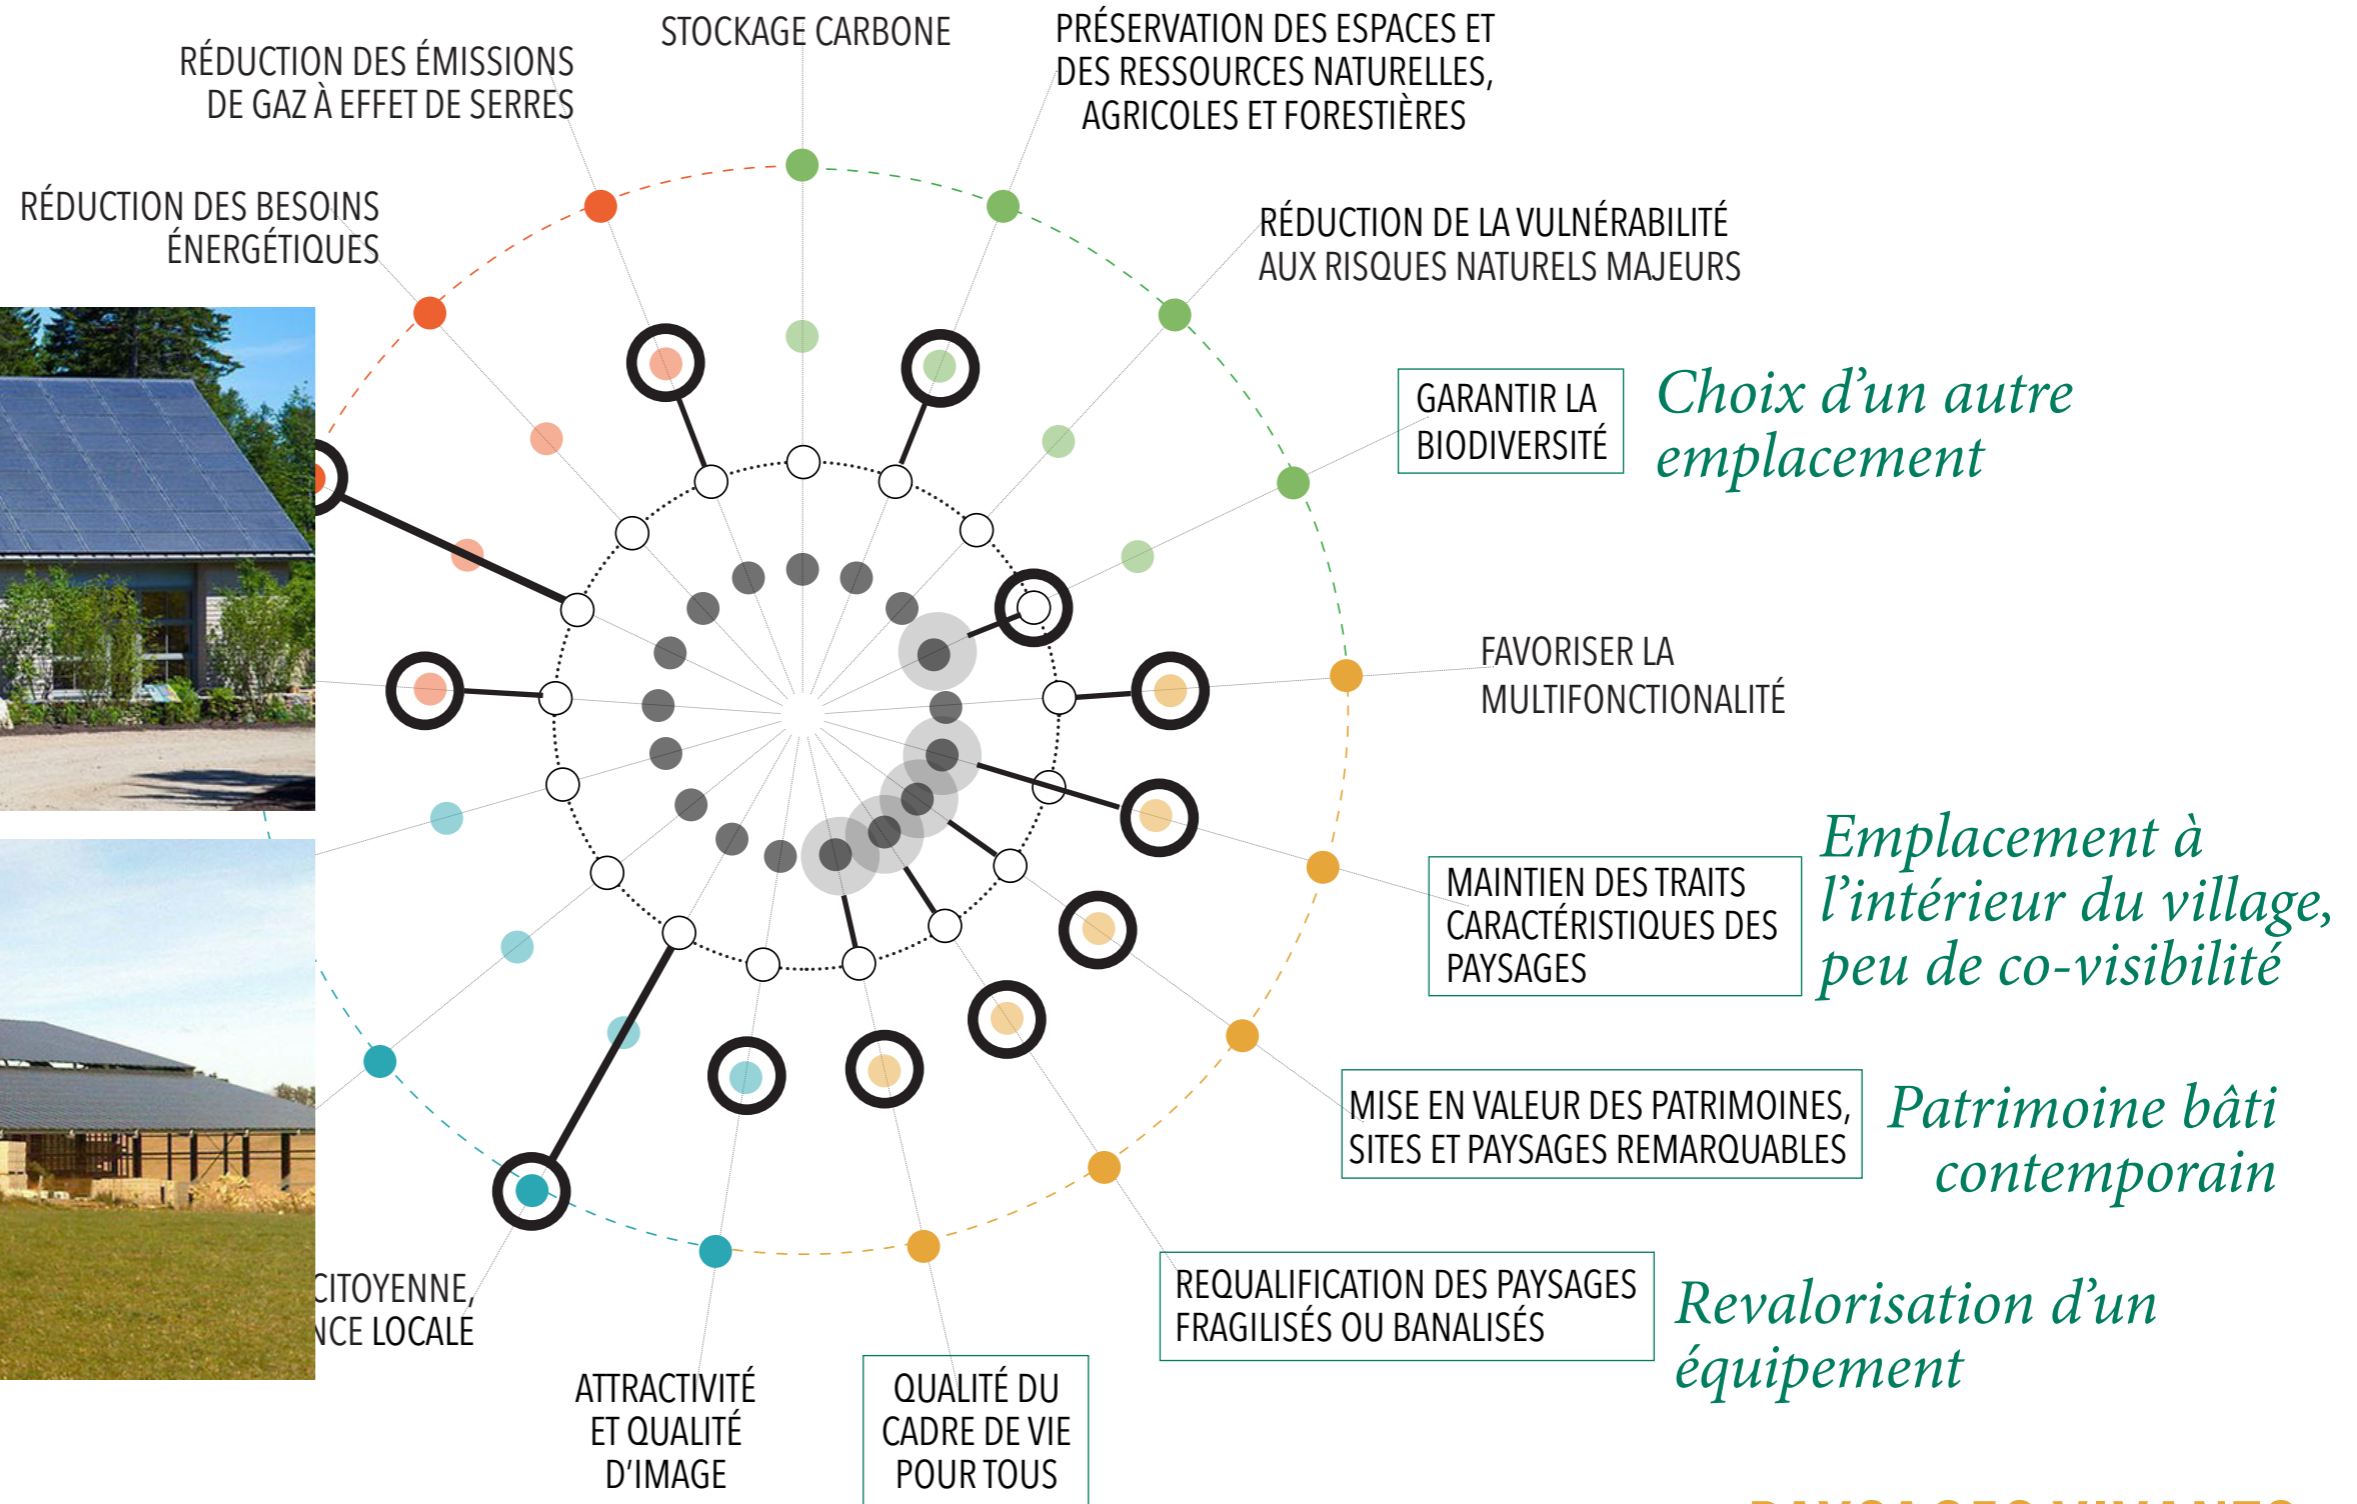 STOCKAGE CARBONE
PRÉSERVATION DES ESPACES ET
DES RESSOURCES NATURELLES,
AGRICOLES ET FORESTIÈRES
RÉDUCTION DES ÉMISSIONS
DE GAZ À EFFET DE SERRES
RÉDUCTION DES BESOINS
ÉNERGÉTIQUES
RÉDUCTION DE LA VULNÉRABILITÉ
AUX RISQUES NATURELS MAJEURS
GARANTIR LA
BIODIVERSITÉ
Choix d'un autre
emplacement
FAVORISER LA
MULTIFONCTIONALITÉ
MAINTIEN DES TRAITS
CARACTÉRISTIQUES DES
PAYSAGES
Emplacement à
l'intérieur du village,
peu de co-visibilité
MISE EN VALEUR DES PATRIMOINES,
SITES ET PAYSAGES REMARQUABLES
Patrimoine bâti
contemporain
REQUALIFICATION DES PAYSAGES
FRAGILISÉS OU BANALISÉS
Revalorisation d'un
équipement
CITOYENNE,
NCE LOCALE
ATTRACTIVITÉ
ET QUALITÉ
D'IMAGE
QUALITÉ DU
CADRE DE VIE
POUR TOUS
PAYSAGES VIVANTS